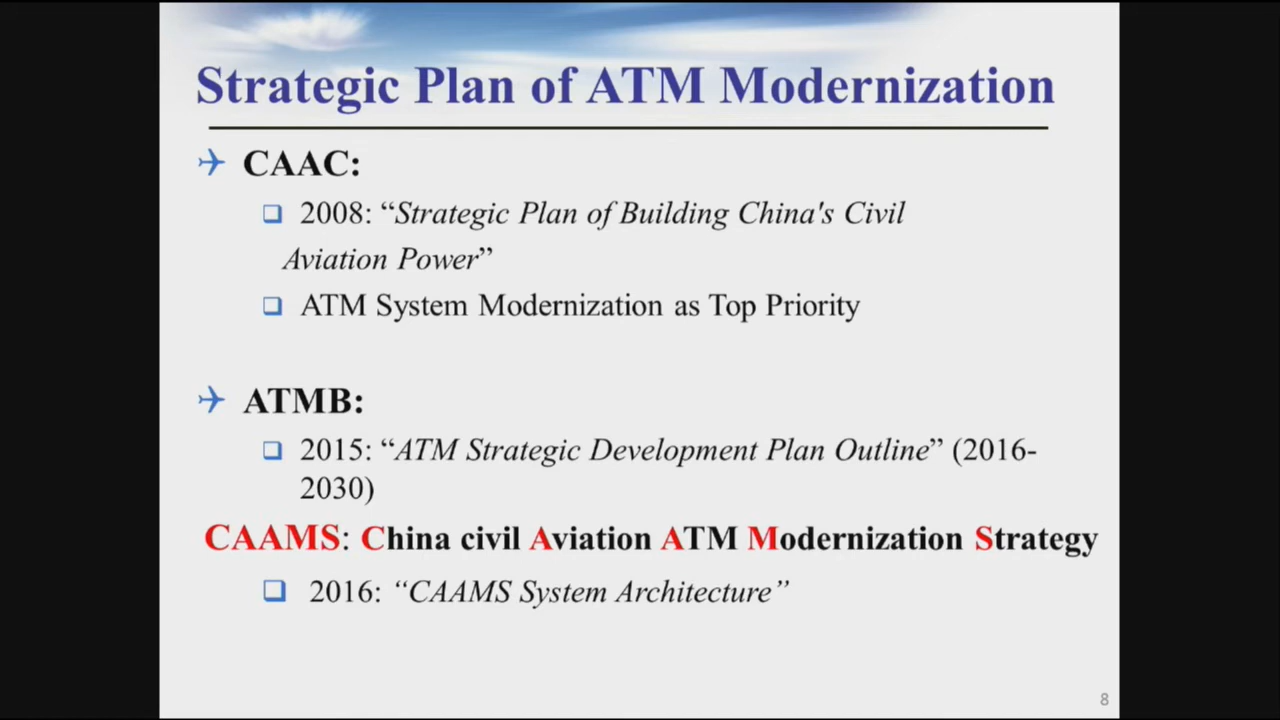 Strategic Plan of ATM Modernization
CAAC:
2008: “Strategic Plan of Building China's Civil
Aviation Power”
ATM System Modernization as Top Priority
ATMB:
2015: “ATM Strategic Development Plan Outline” (2016-
2030)
CAAMS: China civil Aviation ATM Modernization Strategy
2016: “CAAMS System Architecture”
8